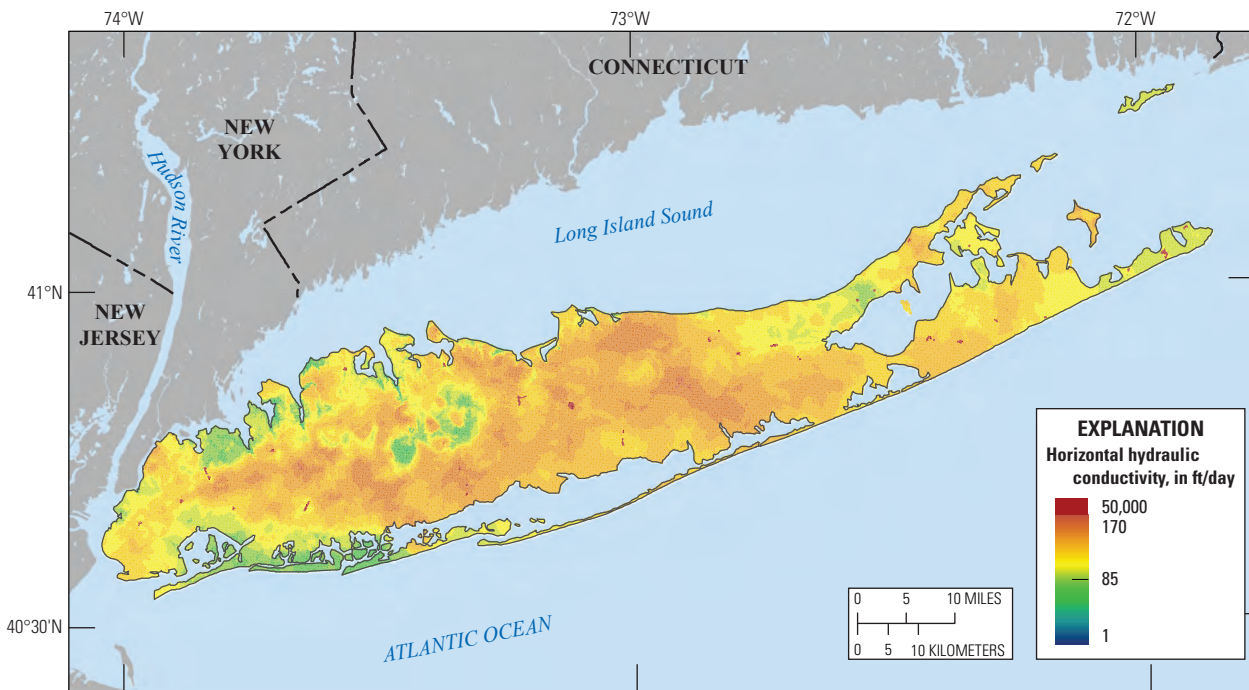 74°W
73°W
72°W
CONNECTICUT
NEW
YORK
Hudson River
Long Island Sound
41°N
NEW
JERSEY
EXPLANATION
Horizontal hydraulic
conductivity, in ft/day
50,000
170
85
1
0 5 10 MILES
0 5 10 KILOMETERS
40°30'N
ATLANTIC OCEAN